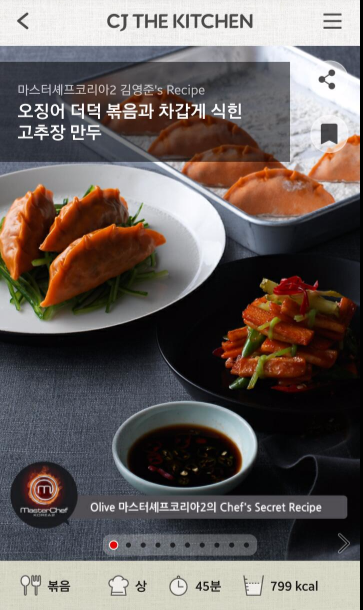 CJ THE KITCHEN
마스터셰프코리아2 김영준's Recipe
오징어 더덕 볶음과 차갑게 식힌
고추장 만두
MasterChef
KOREA
Olive 마스터셰프코리아2의 Chef's Secret Recipe
볶음 상 45분 799 kcal